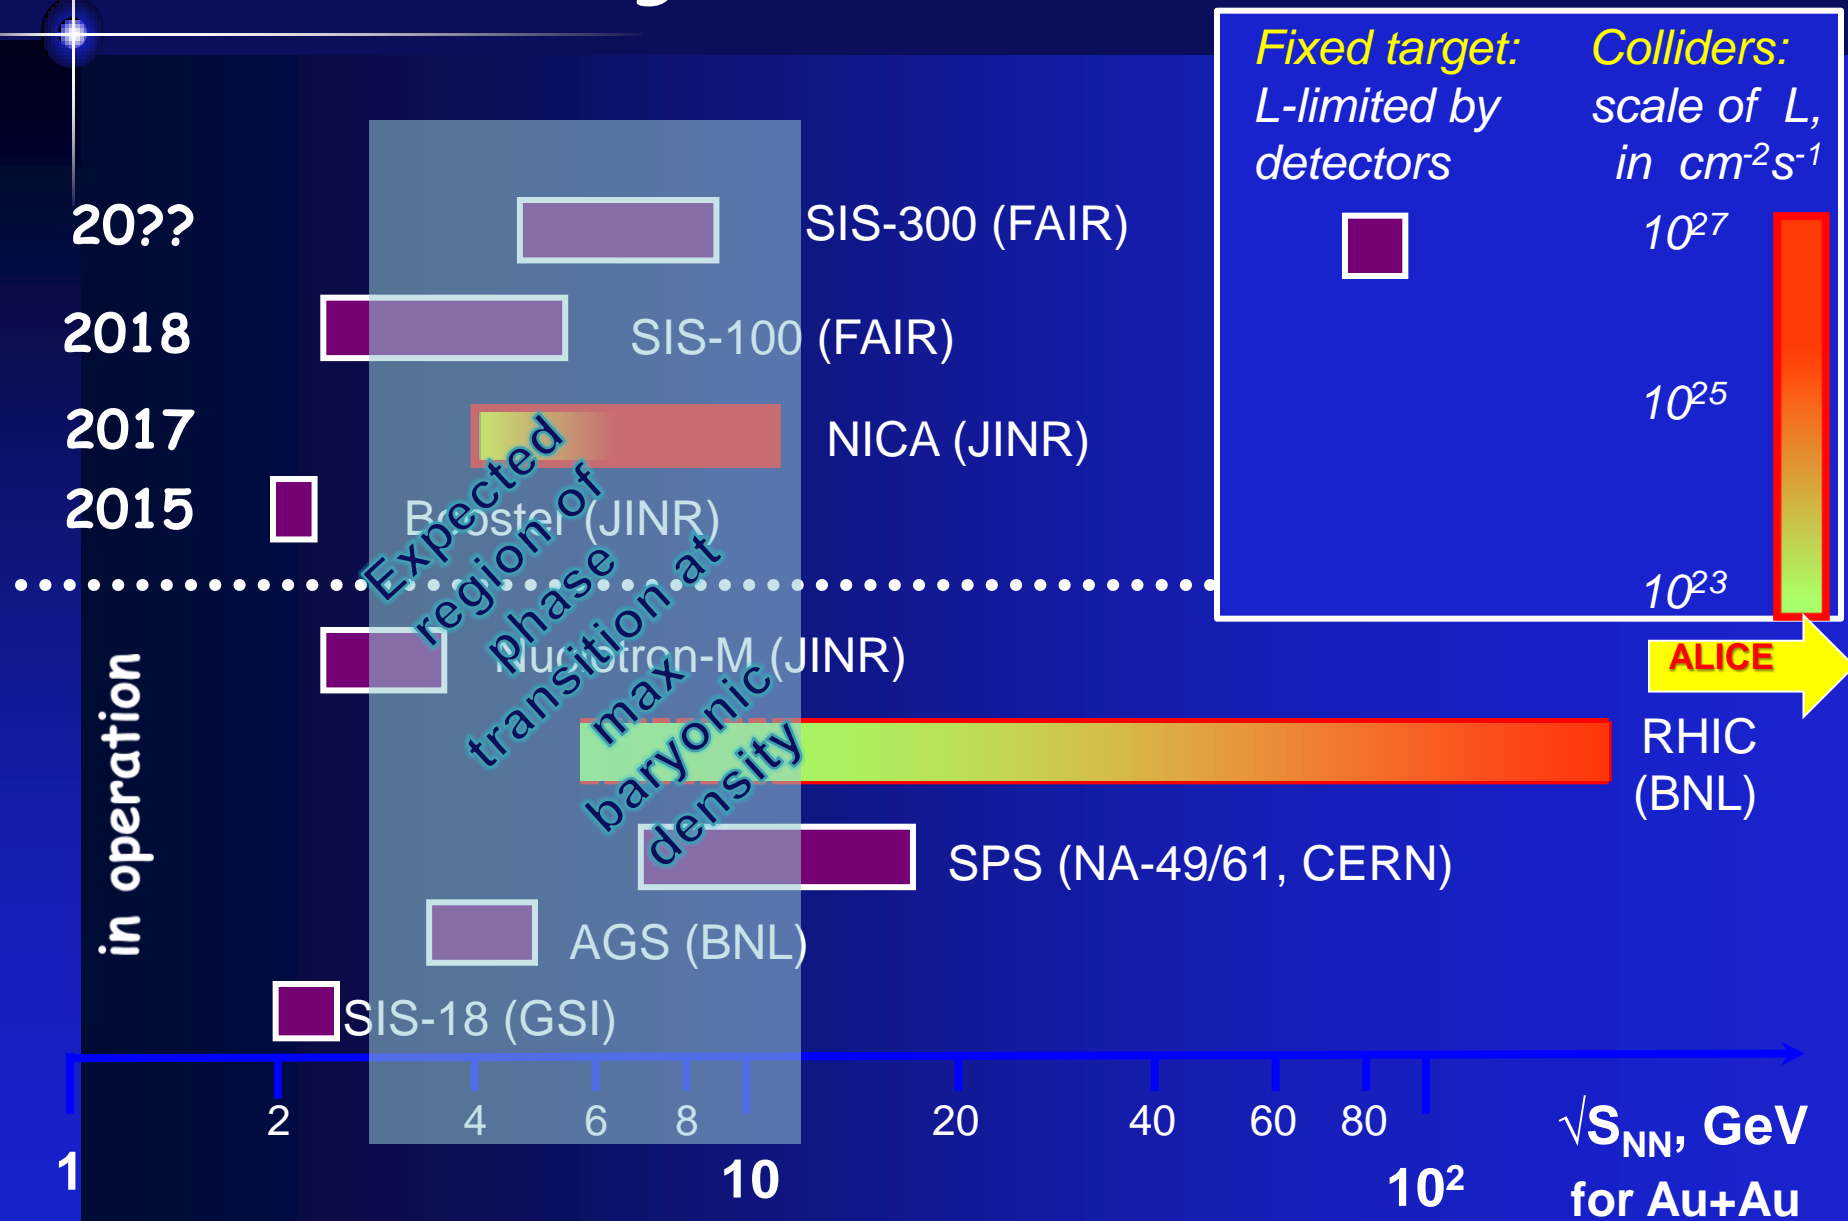 Fixed target:
L-limited by
detectors
Colliders:
scale of L,
in cm⁻²s⁻¹
10²⁷
10²⁵
10²³
20??
SIS-300 (FAIR)
2018
SIS-100 (FAIR)
2017
NICA (JINR)
2015
Booster (JINR)
Expected
region of
phase
transition at
max
baryonic
density
in operation
Nuclotron-M (JINR)
ALICE
RHIC
(BNL)
SPS (NA-49/61, CERN)
AGS (BNL)
SIS-18 (GSI)
2 4 6 8 20 40 60 80
1 10 10²
√S_NN, GeV
for Au+Au